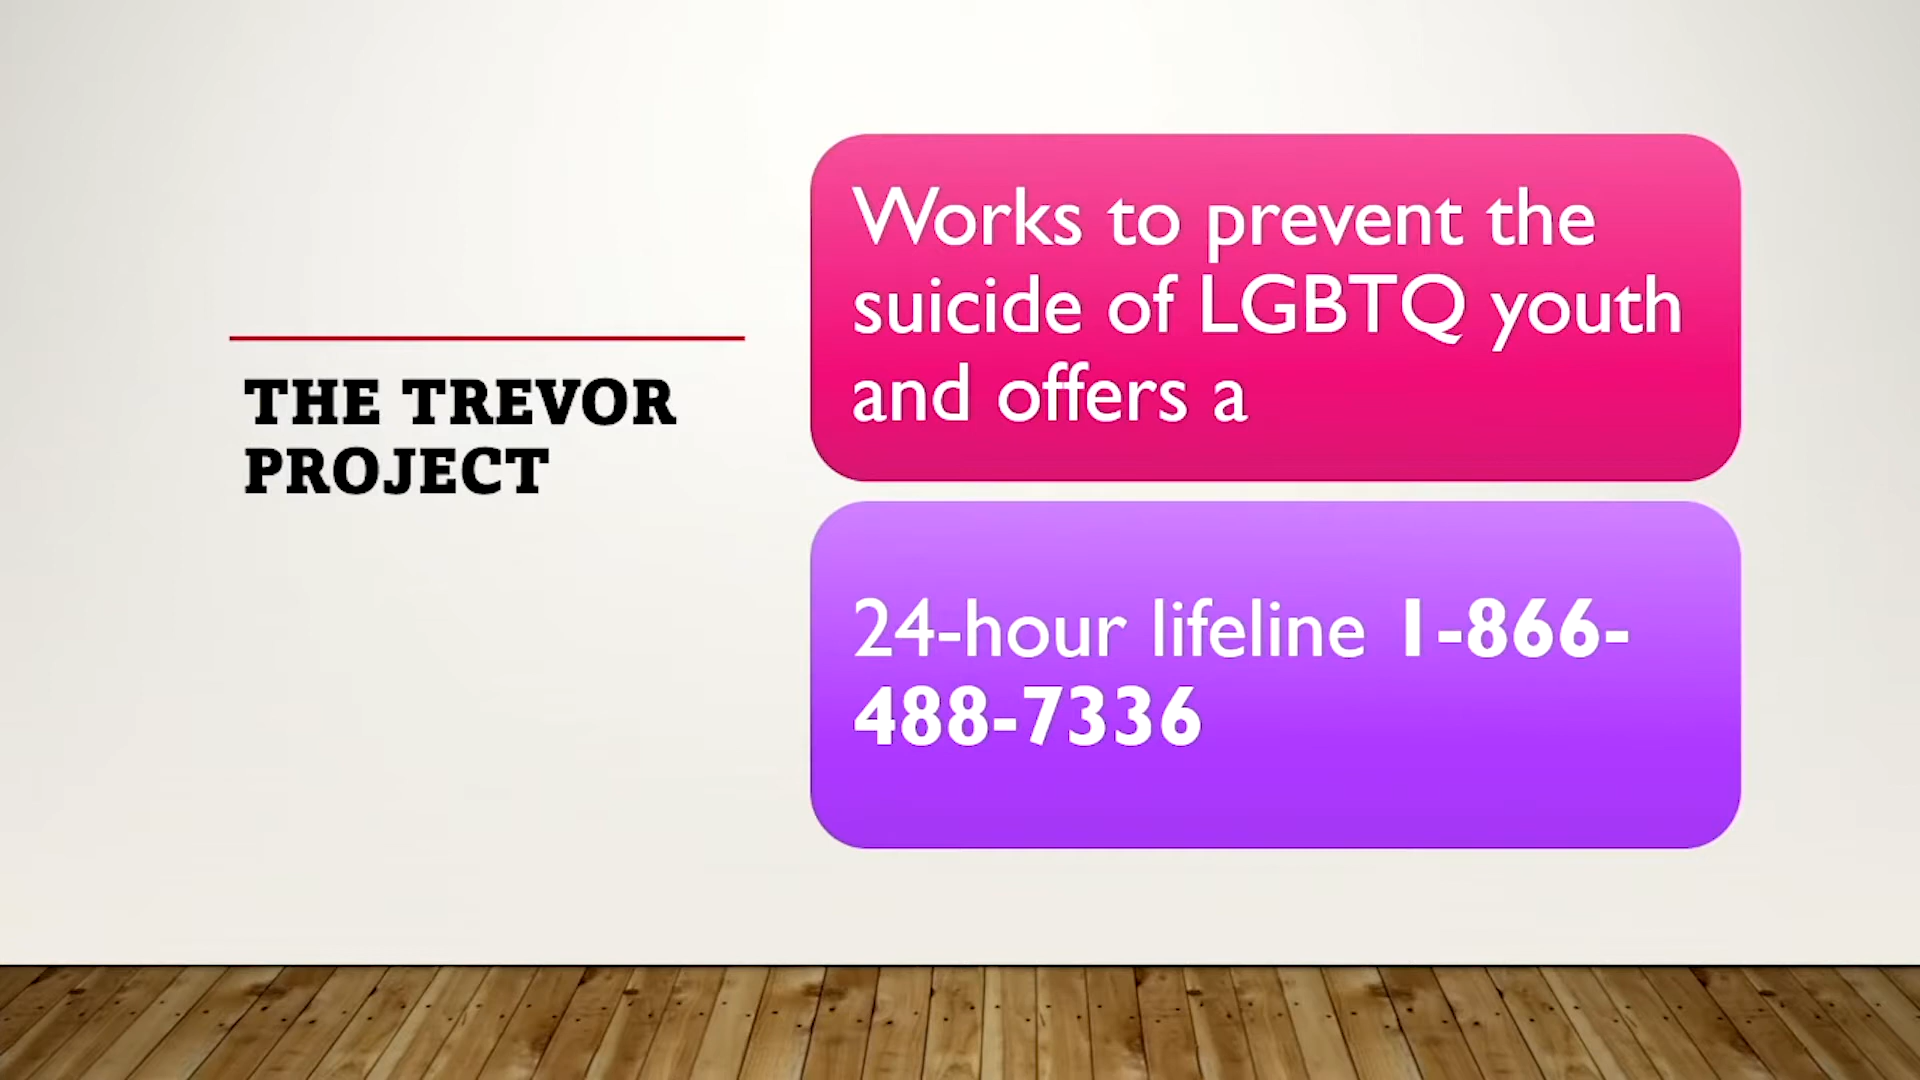 THE TREVOR
PROJECT
Works to prevent the
suicide of LGBTQ youth
and offers a
24-hour lifeline 1-866-
488-7336